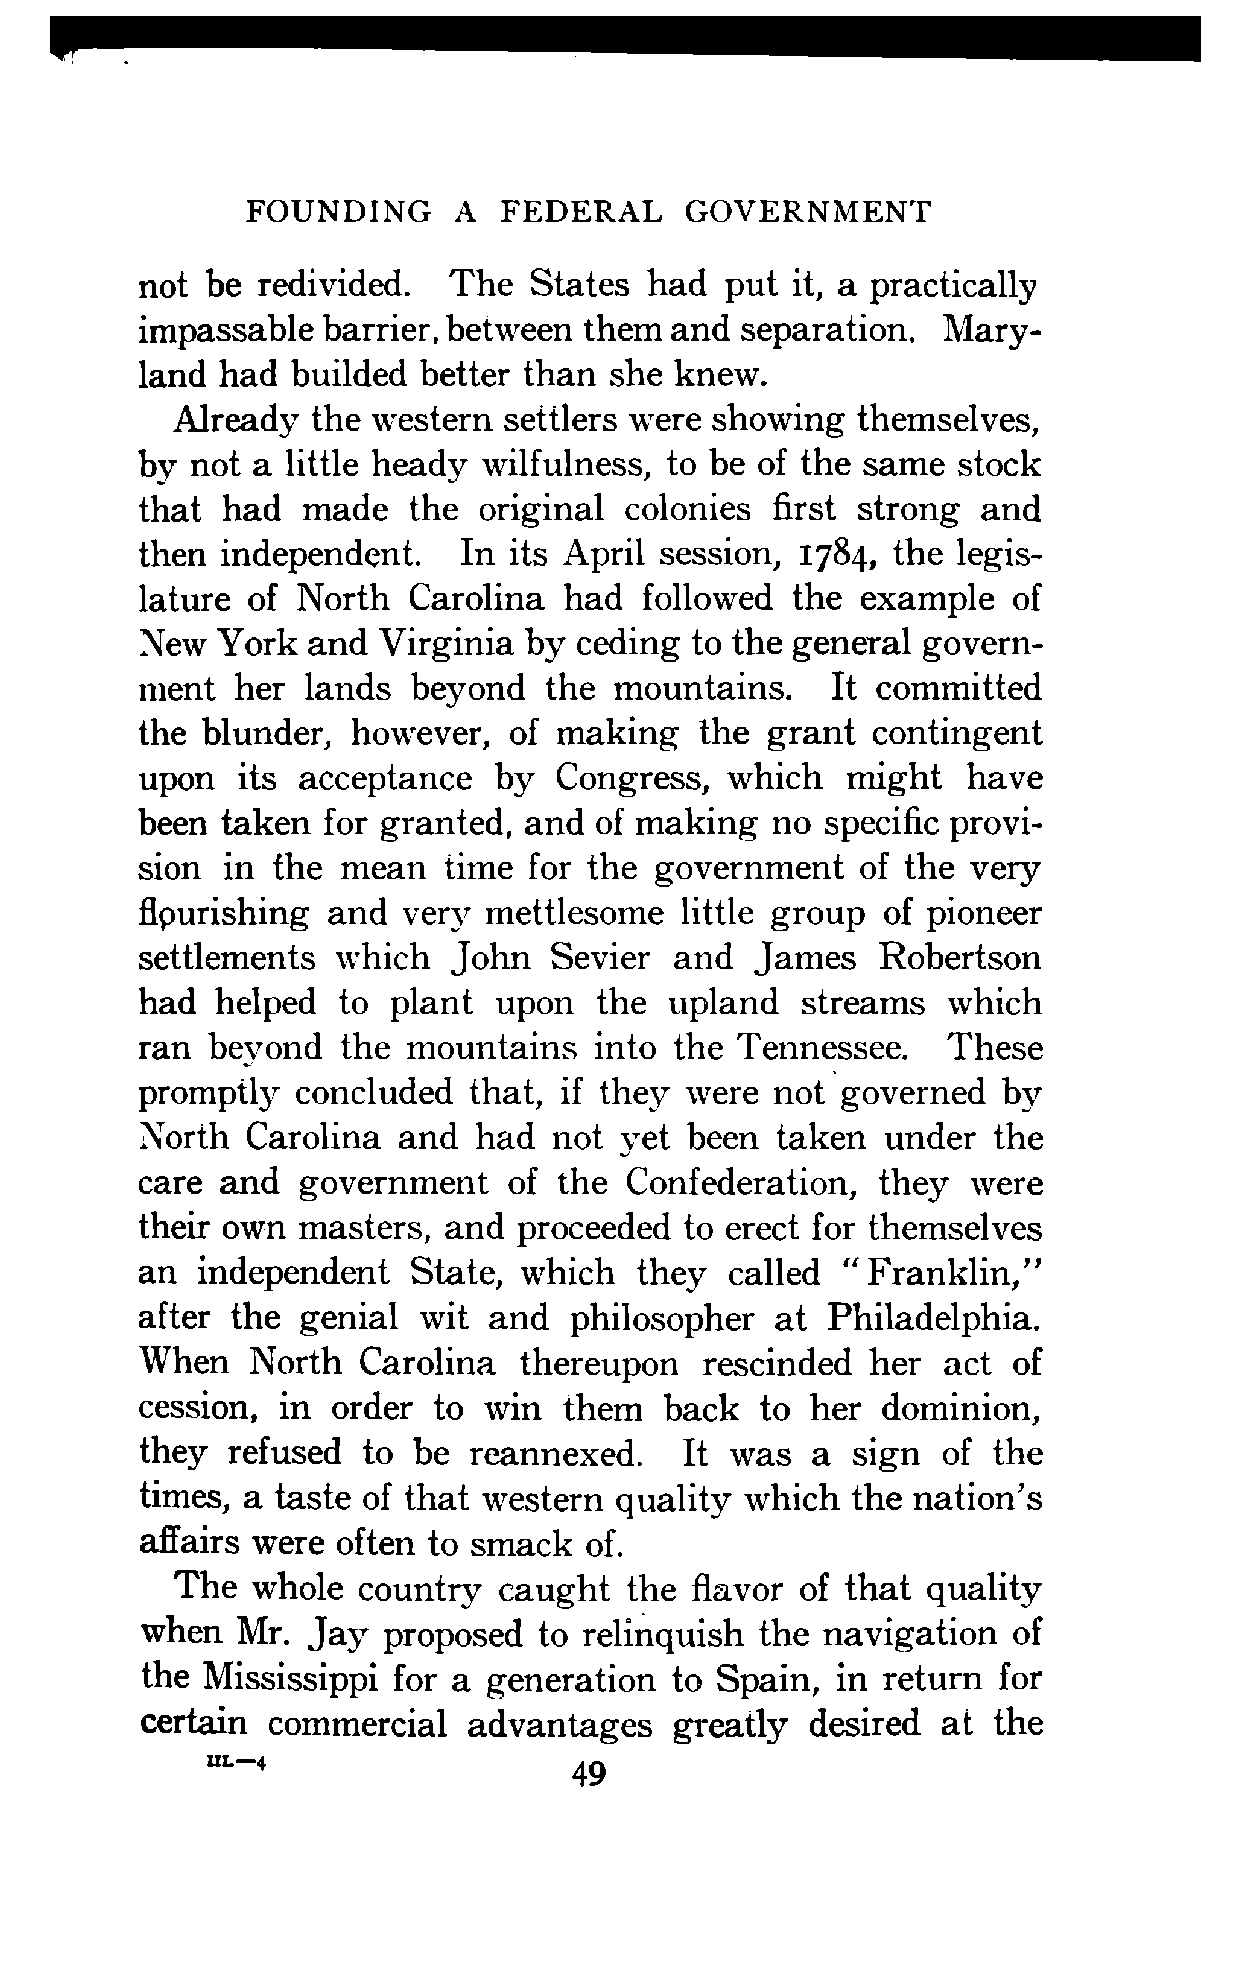 FOUNDING A FEDERAL GOVERNMENT
not be redivided. The States had put it, a practically
impassable barrier, between them and separation. Mary-
land had builded better than she knew.
Already the western settlers were showing themselves,
by not a little heady wilfulness, to be of the same stock
that had made the original colonies first strong and
then independent. In its April session, 1784, the legis-
lature of North Carolina had followed the example of
New York and Virginia by ceding to the general govern-
ment her lands beyond the mountains. It committed
the blunder, however, of making the grant contingent
upon its acceptance by Congress, which might have
been taken for granted, and of making no specific provi-
sion in the mean time for the government of the very
flourishing and very mettlesome little group of pioneer
settlements which John Sevier and James Robertson
had helped to plant upon the upland streams which
ran beyond the mountains into the Tennessee. These
promptly concluded that, if they were not governed by
North Carolina and had not yet been taken under the
care and government of the Confederation, they were
their own masters, and proceeded to erect for themselves
an independent State, which they called "Franklin,"
after the genial wit and philosopher at Philadelphia.
When North Carolina thereupon rescinded her act of
cession, in order to win them back to her dominion,
they refused to be reannexed. It was a sign of the
times, a taste of that western quality which the nation's
affairs were often to smack of.
The whole country caught the flavor of that quality
when Mr. Jay proposed to relinquish the navigation of
the Mississippi for a generation to Spain, in return for
certain commercial advantages greatly desired at the
III.—4
49